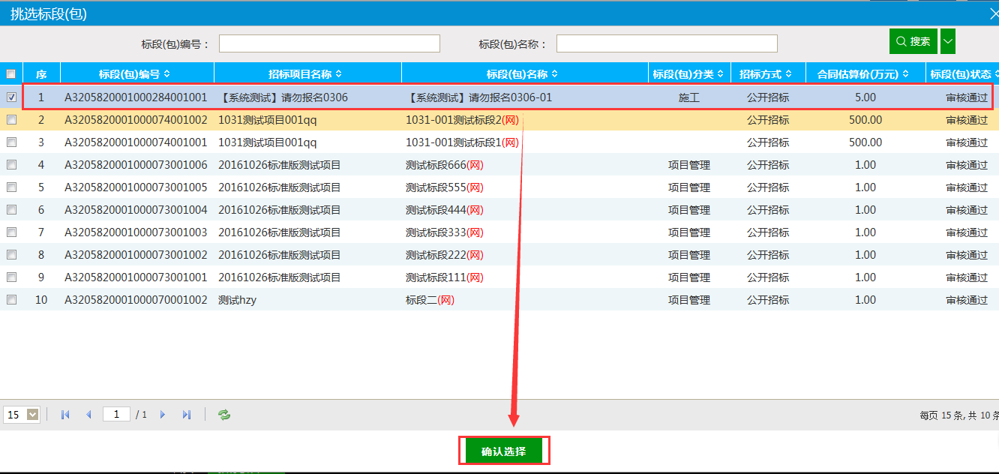 挑选标段(包)
标段(包)编号： 标段(包)名称： 搜索
序 标段(包)编号 招标项目名称 标段(包)名称 标段(包)分类 招标方式 合同估算价(万元) 标段(包)状态
1 A3205820001000284001001 【系统测试】请勿报名0306 【系统测试】请勿报名0306-01 施工 公开招标 5.00 审核通过
2 A3205820001000074001002 1031测试项目001qq 1031-001测试标段2(网) 公开招标 500.00 审核通过
3 A3205820001000074001001 1031测试项目001qq 1031-001测试标段1(网) 公开招标 500.00 审核通过
4 A3205820001000073001006 20161026标准版测试项目 测试标段666(网) 项目管理 公开招标 1.00 审核通过
5 A3205820001000073001005 20161026标准版测试项目 测试标段555(网) 项目管理 公开招标 1.00 审核通过
6 A3205820001000073001004 20161026标准版测试项目 测试标段444(网) 项目管理 公开招标 1.00 审核通过
7 A3205820001000073001003 20161026标准版测试项目 测试标段333(网) 项目管理 公开招标 1.00 审核通过
8 A3205820001000073001002 20161026标准版测试项目 测试标段222(网) 项目管理 公开招标 1.00 审核通过
9 A3205820001000073001001 20161026标准版测试项目 测试标段111(网) 项目管理 公开招标 1.00 审核通过
10 A3205820001000070001002 测试hzy 标段二(网) 项目管理 公开招标 1.00 审核通过
15 1 / 1 每页 15 条, 共 10 条
确认选择